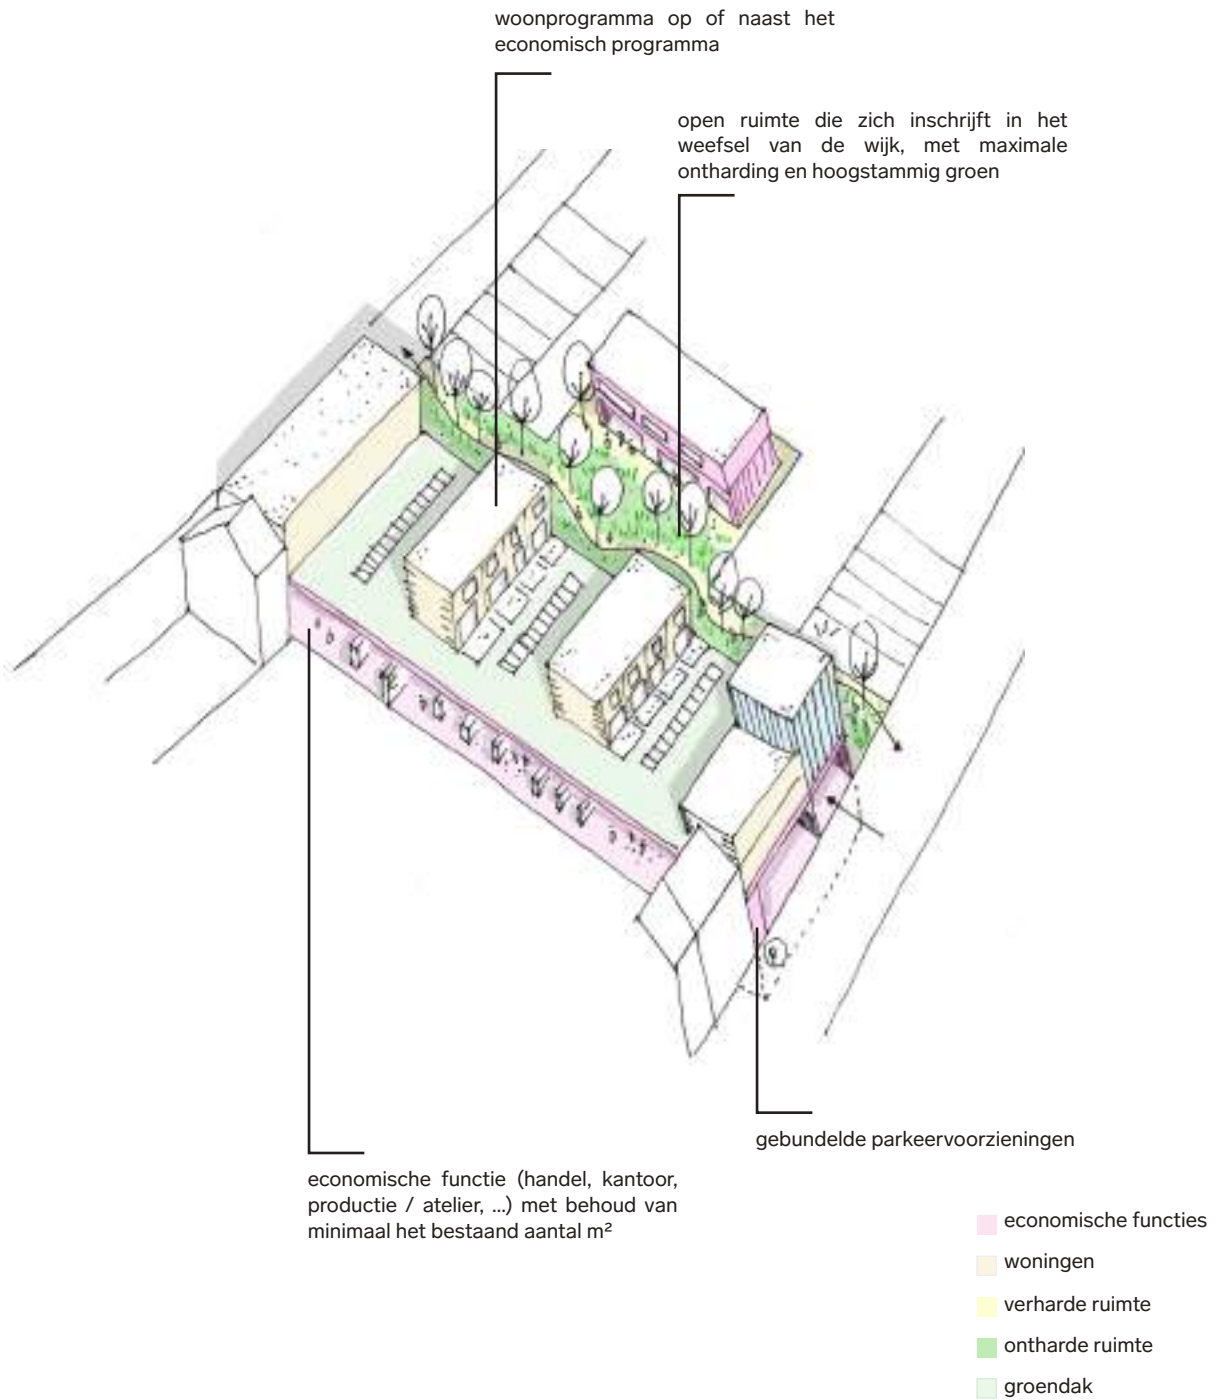 woonprogramma op of naast het
economisch programma
open ruimte die zich inschrijft in het
weefsel van de wijk, met maximale
ontharding en hoogstammig groen
gebundelde parkeervoorzieningen
economische functie (handel, kantoor,
productie / atelier, ...) met behoud van
minimaal het bestaand aantal m²
economische functies
woningen
verharde ruimte
ontharde ruimte
groendak